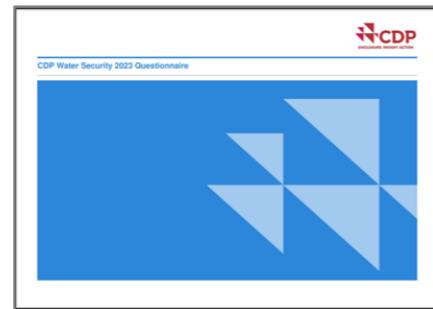 CDP
DISCLOSURE INSIGHT ACTION
CDP Water Security 2023 Questionnaire